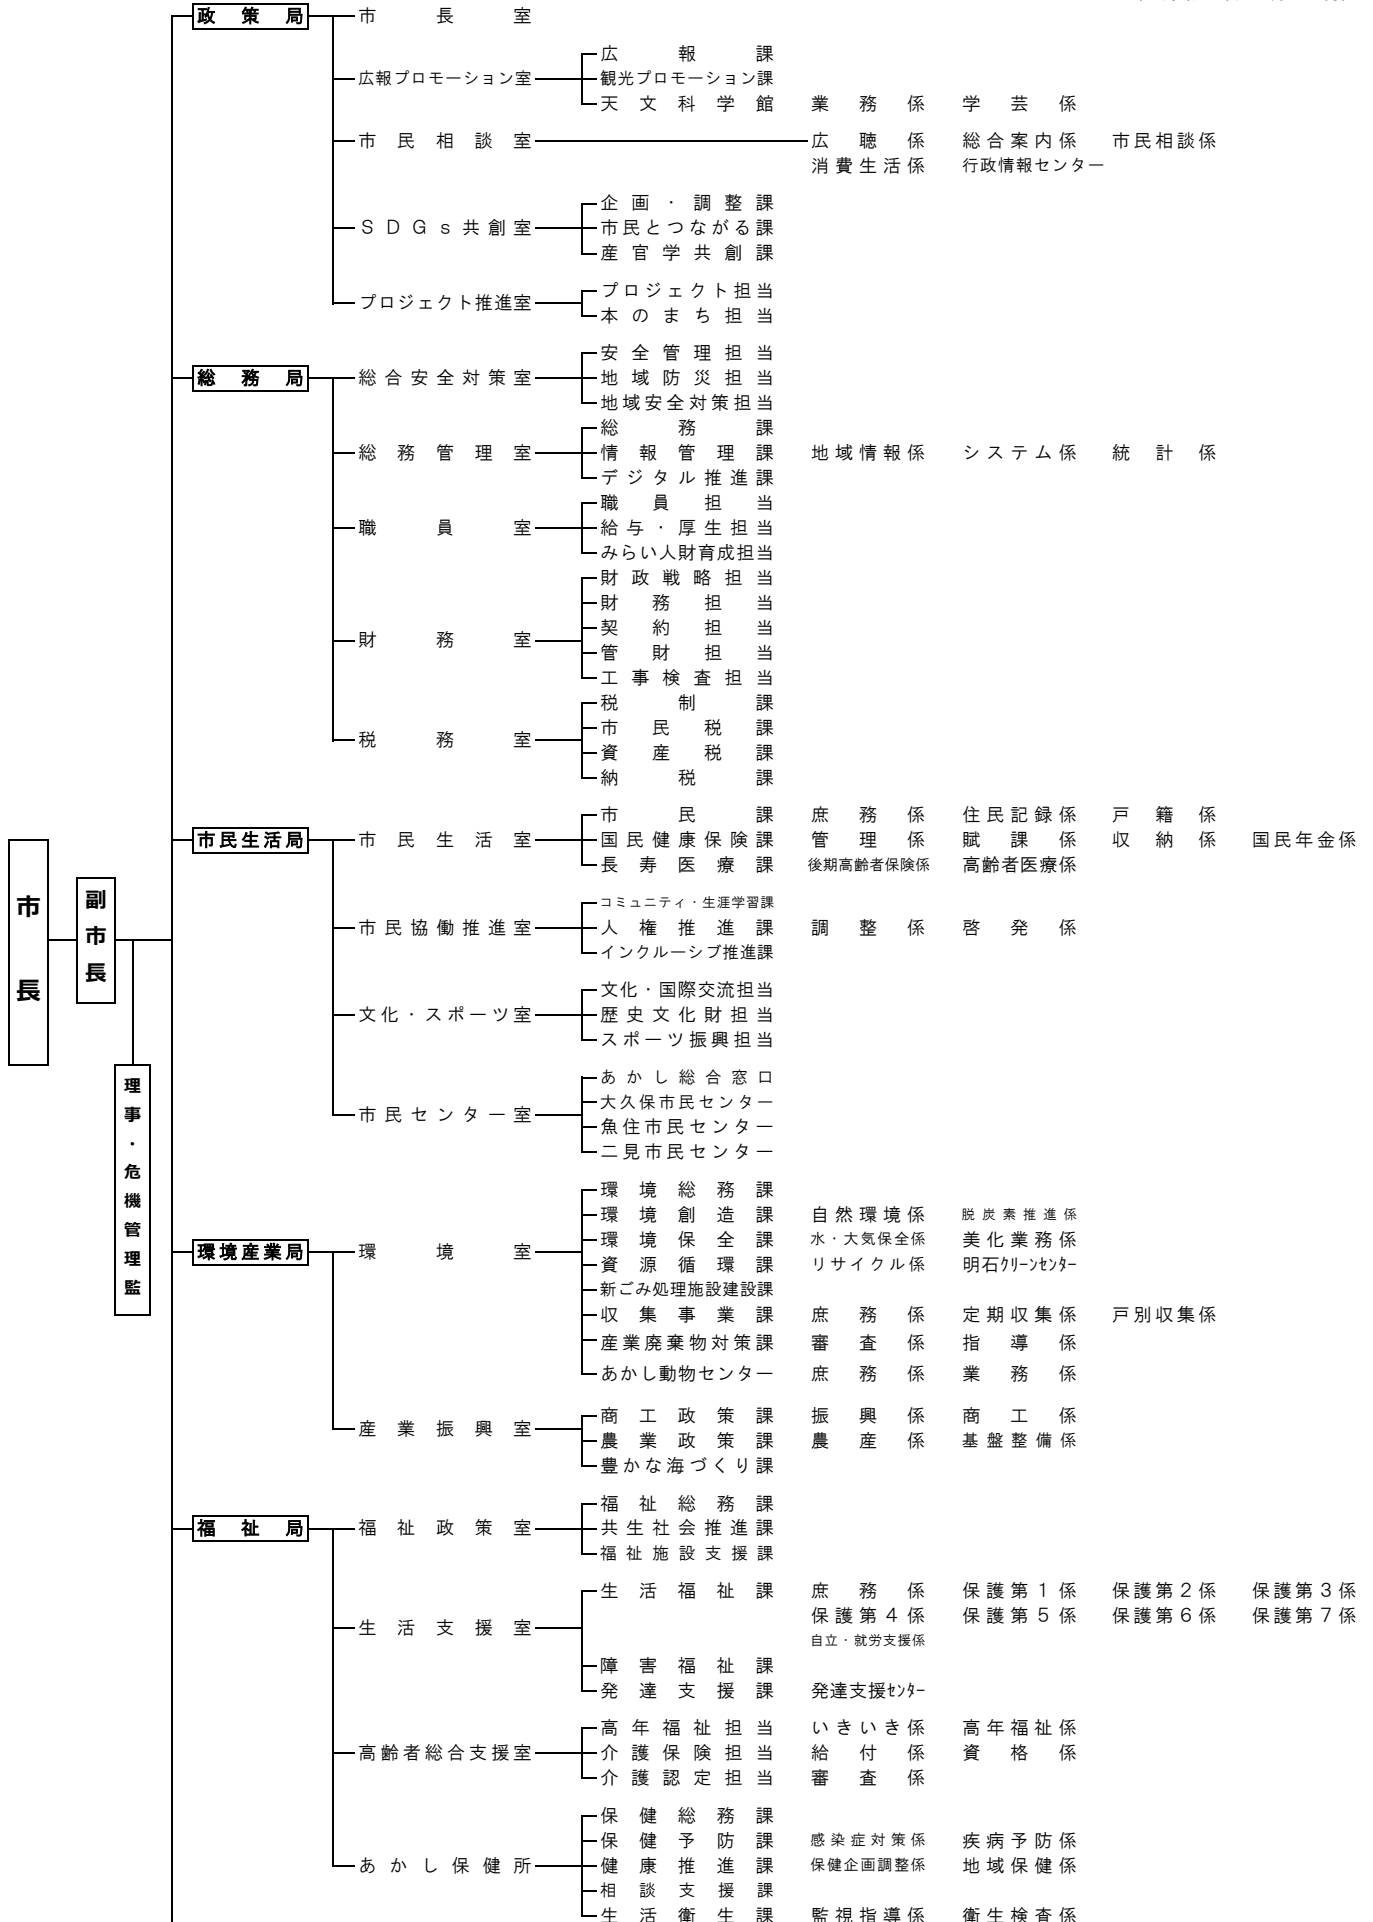 政策局 市長室
広報課
広報プロモーション室 観光プロモーション課
天文科学館 業務係 学芸係
市民相談室 広聴係 総合案内係 市民相談係
消費生活係 行政情報センター
企画・調整課
SDGs共創室 市民とつながる課
産官学共創課
プロジェクト担当
プロジェクト推進室
本のまち担当
安全管理担当
総務局 総合安全対策室 地域防災担当
地域安全対策担当
総務課
総務管理室 情報管理課 地域情報係 システム係 統計係
デジタル推進課
職員担当
職員室 給与・厚生担当
みらい人財育成担当
財政戦略担当
財務担当
財務室 契約担当
管財担当
工事検査担当
税制課
市民税課
税務室
資産税課
納税課
市民課 庶務係 住民記録係 戸籍係
市民生活局 市民生活室 国民健康保険課 管理係 賦課係 収納係 国民年金係
長寿医療課 後期高齢者保険係 高齢者医療係
市長
副市長
コミュニティ・生涯学習課
市民協働推進室 人権推進課 調整係 啓発係
インクルーシブ推進課
文化・国際交流担当
文化・スポーツ室 歴史文化財担当
スポーツ振興担当
理事・危機管理監
あかし総合窓口
大久保市民センター
市民センター室
魚住市民センター
二見市民センター
環境総務課
環境創造課 自然環境係 脱炭素推進係
環境保全課 水・大気保全係 美化業務係
環境産業局 環境室
資源循環課 リサイクル係 明石クリーンセンター
新ごみ処理施設建設課
収集事業課 庶務係 定期収集係 戸別収集係
産業廃棄物対策課 審査係 指導係
あかし動物センター 庶務係 業務係
商工政策課 振興係 商工係
産業振興室
農業政策課 農産係 基盤整備係
豊かな海づくり課
福祉総務課
福祉局 福祉政策室 共生社会推進課
福祉施設支援課
生活福祉課 庶務係 保護第1係 保護第2係 保護第3係
保護第4係 保護第5係 保護第6係 保護第7係
生活支援室
自立・就労支援係
障害福祉課
発達支援課 発達支援センター
高年福祉担当 いきいき係 高年福祉係
高齢者総合支援室 介護保険担当 給付係 資格係
介護認定担当 審査係
保健総務課
保健予防課 感染症対策係 疾病予防係
あかし保健所 健康推進課 保健企画調整係 地域保健係
相談支援課
生活衛生課 監視指導係 衛生検査係